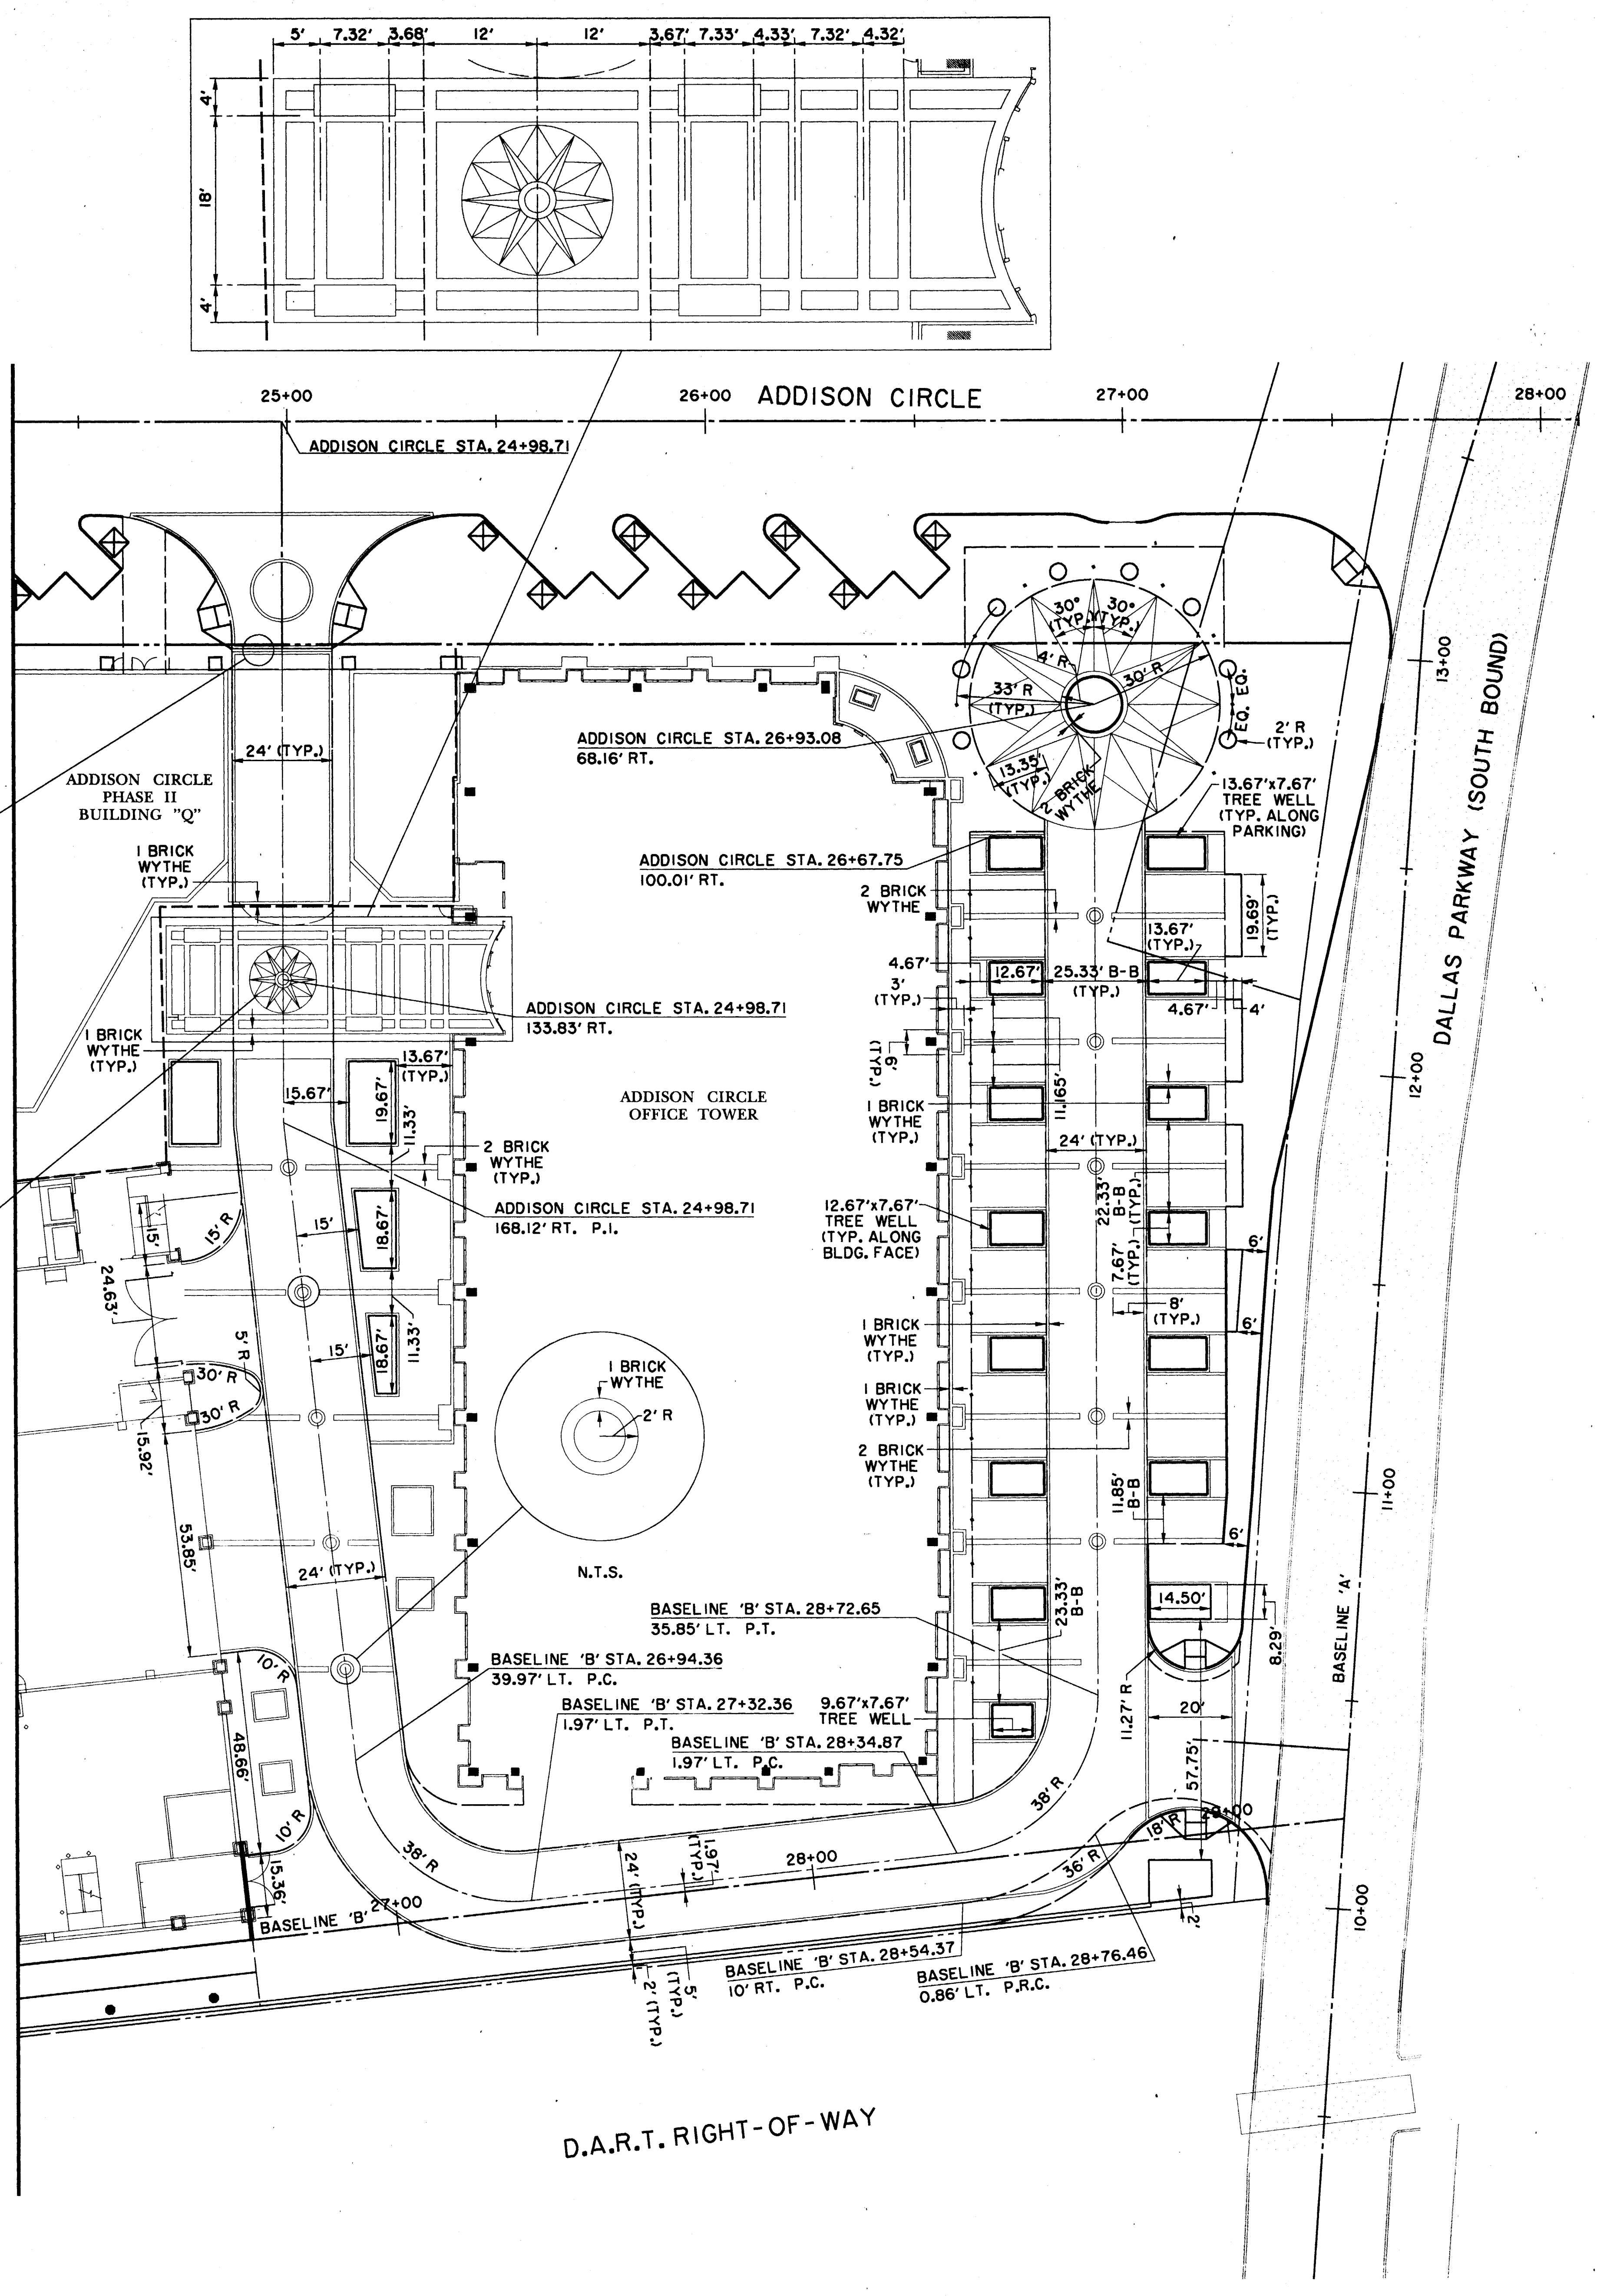 5' 7.32' 3.68' 12' 12' 3.67' 7.33' 4.33' 7.32' 4.32'
4'
18'
4'
25+00 26+00 ADDISON CIRCLE 27+00 28+00
ADDISON CIRCLE STA. 24+98.71
30° (TYP.) 30° (TYP.)
4' R 30' R
33' R
(TYP.)
EQ. EQ.
2' R
(TYP.)
13+00
ADDISON CIRCLE STA. 26+93.08
68.16' RT.
24' (TYP.)
ADDISON CIRCLE
PHASE II
BUILDING "Q"
13.35'
(TYP.)
2 BRICK
WYTHE
13.67'x7.67'
TREE WELL
(TYP. ALONG
PARKING)
DALLAS PARKWAY (SOUTH BOUND)
1 BRICK
WYTHE
(TYP.)
ADDISON CIRCLE STA. 26+67.75
100.01' RT.
2 BRICK
WYTHE
19.69'
(TYP.)
13.67'
(TYP.)
4.67' 12.67' 25.33' B-B
(TYP.)
3'
(TYP.)
4.67' 4'
ADDISON CIRCLE STA. 24+98.71
133.83' RT.
1 BRICK
WYTHE
(TYP.)
6'
(TYP.)
13.67'
(TYP.)
15.67' 19.67'
11.33'
ADDISON CIRCLE
OFFICE TOWER
11.165'
1 BRICK
WYTHE
(TYP.)
12+00
24' (TYP.)
2 BRICK
WYTHE
(TYP.)
ADDISON CIRCLE STA. 24+98.71
168.12' RT. P.I.
22.33'
B-B
(TYP.)
12.67'x7.67'
TREE WELL
(TYP. ALONG
BLDG. FACE)
15' 15' R
15' 18.67'
7.67'
(TYP.)
6'
24.63'
8'
(TYP.)
6'
1 BRICK
WYTHE
(TYP.)
5' R
15' 18.67' 11.33'
30' R
30' R
1 BRICK
WYTHE
2' R
1 BRICK
WYTHE
(TYP.)
15.92'
2 BRICK
WYTHE
(TYP.)
11.85'
B-B
11+00
6'
53.85'
24' (TYP.)
N.T.S.
23.33'
B-B
14.50'
8.29'
BASELINE 'A'
BASELINE 'B' STA. 28+72.65
35.85' LT. P.T.
BASELINE 'B' STA. 26+94.36
39.97' LT. P.C.
10' R
11.27' R
BASELINE 'B' STA. 27+32.36
1.97' LT. P.T.
9.67'x7.67'
TREE WELL
20'
BASELINE 'B' STA. 28+34.87
1.97' LT. P.C.
48.66'
57.75'
38' R
10' R
18' R 29+00
38' R
1.97'
(TYP.)
24' (TYP.)
28+00
36' R
15.36'
BASELINE 'B' 27+00
10+00
2'
5'
(TYP.)
2' (TYP.)
BASELINE 'B' STA. 28+54.37
10' RT. P.C.
BASELINE 'B' STA. 28+76.46
0.86' LT. P.R.C.
D.A.R.T. RIGHT-OF-WAY